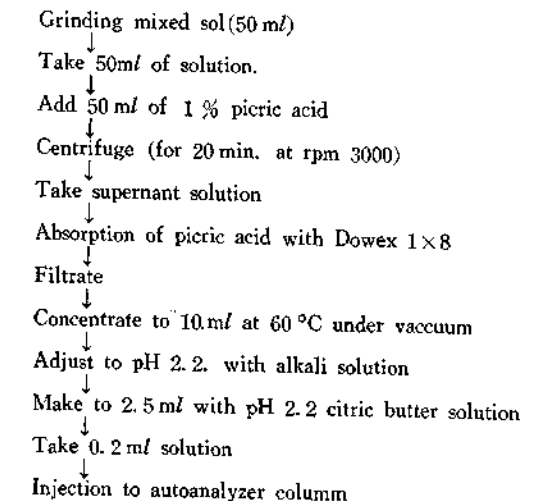 Grinding mixed sol(50 ml)
Take 50ml of solution.
Add 50 ml of 1 % picric acid
Centrifuge (for 20 min. at rpm 3000)
Take supernant solution
Absorption of picric acid with Dowex 1×8
Filtrate
Concentrate to 10.ml at 60 °C under vaccuum
Adjust to pH 2. 2. with alkali solution
Make to 2. 5 ml with pH 2. 2 citric butter solution
Take 0. 2 ml solution
Injection to autoanalyzer columm